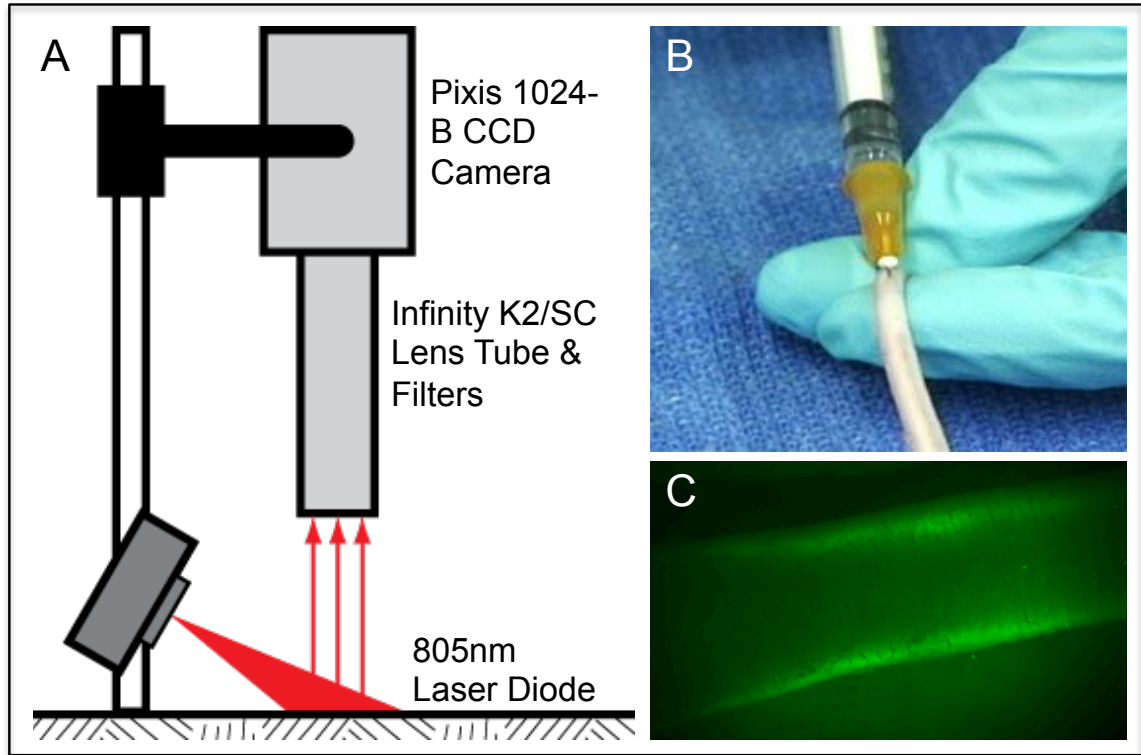 A
Pixis 1024-
B CCD
Camera
Infinity K2/SC
Lens Tube &
Filters
805nm
Laser Diode
B
C